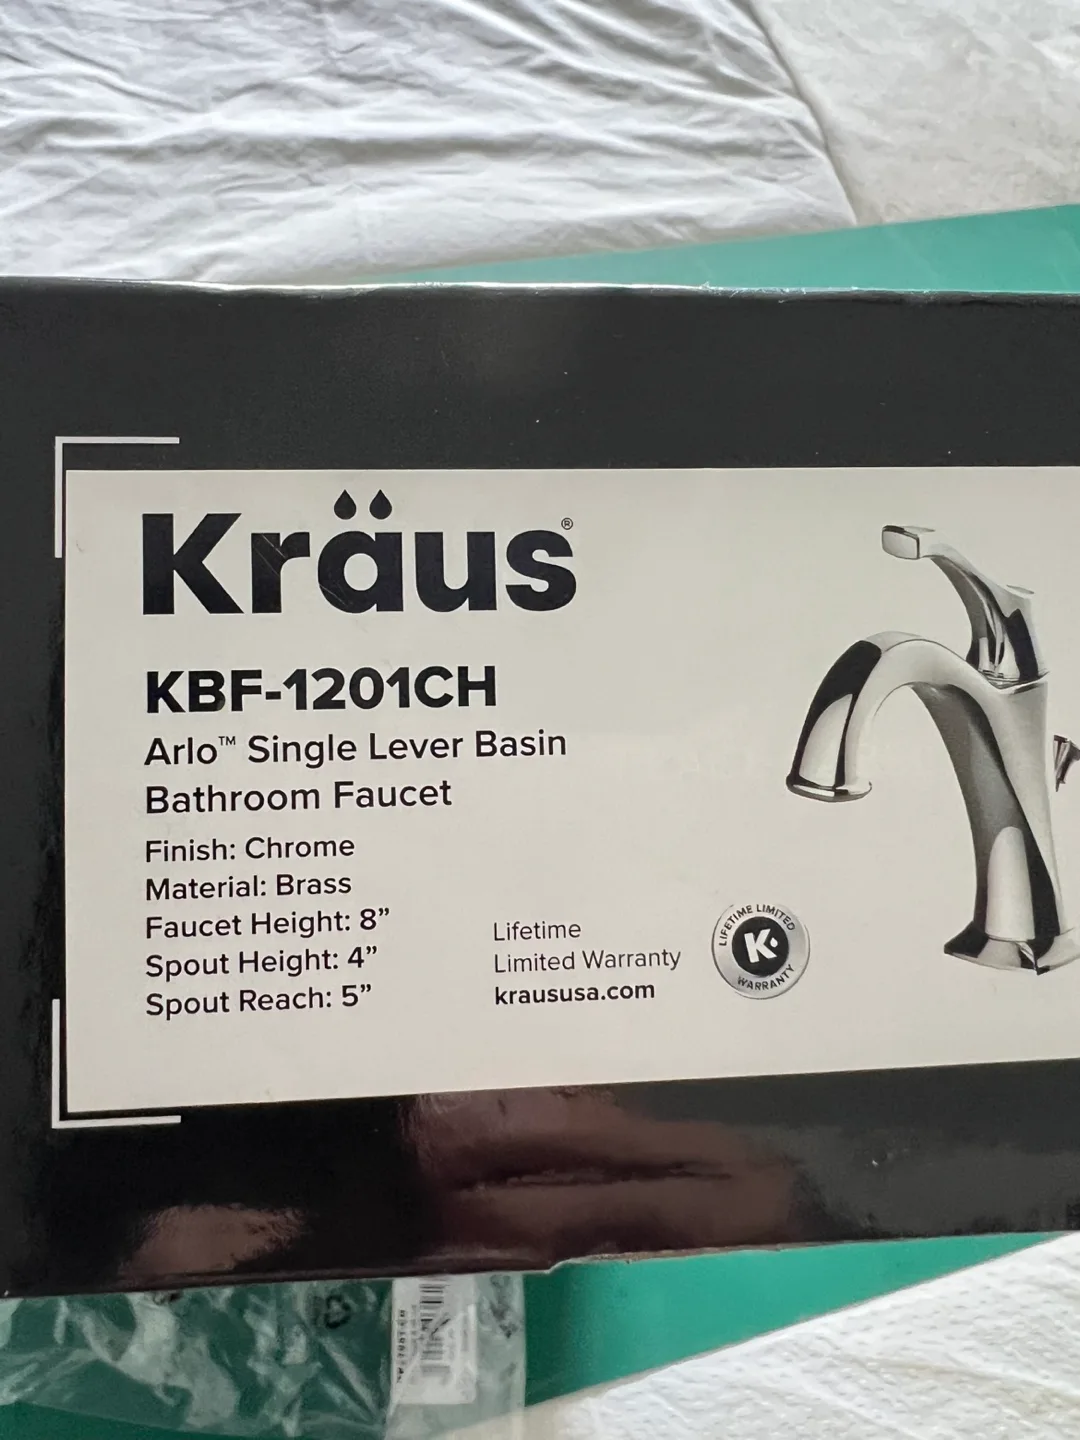 Kräus®
KBF-1201CH
Arlo™ Single Lever Basin
Bathroom Faucet
Finish: Chrome
Material: Brass
Faucet Height: 8”
Spout Height: 4”
Spout Reach: 5”
Lifetime
Limited Warranty
kraususa.com
LIFETIME LIMITED
K
WARRANTY